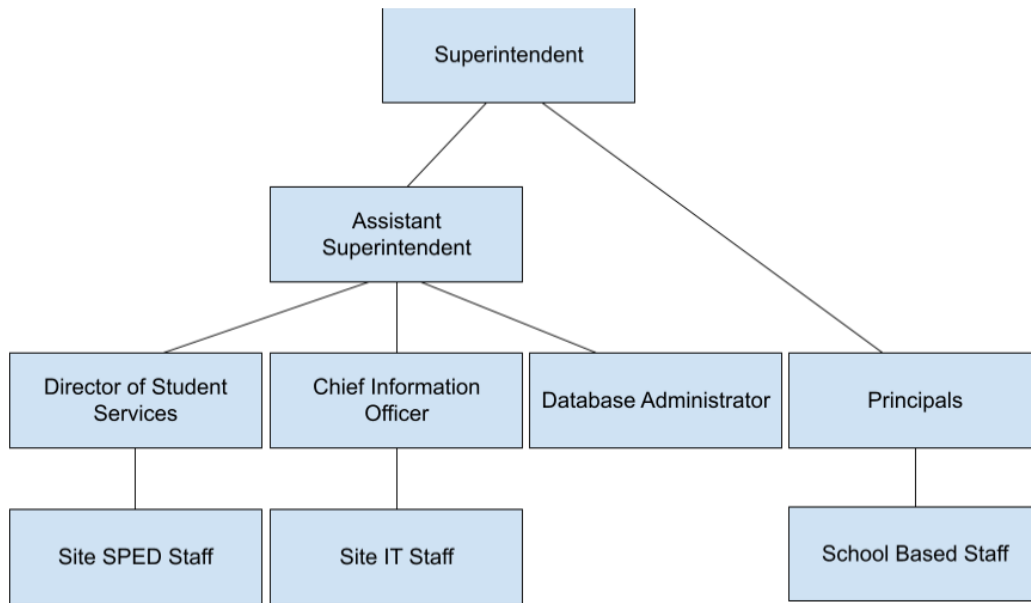 Superintendent
Assistant
Superintendent
Director of Student
Services
Chief Information
Officer
Database Administrator
Principals
Site SPED Staff
Site IT Staff
School Based Staff